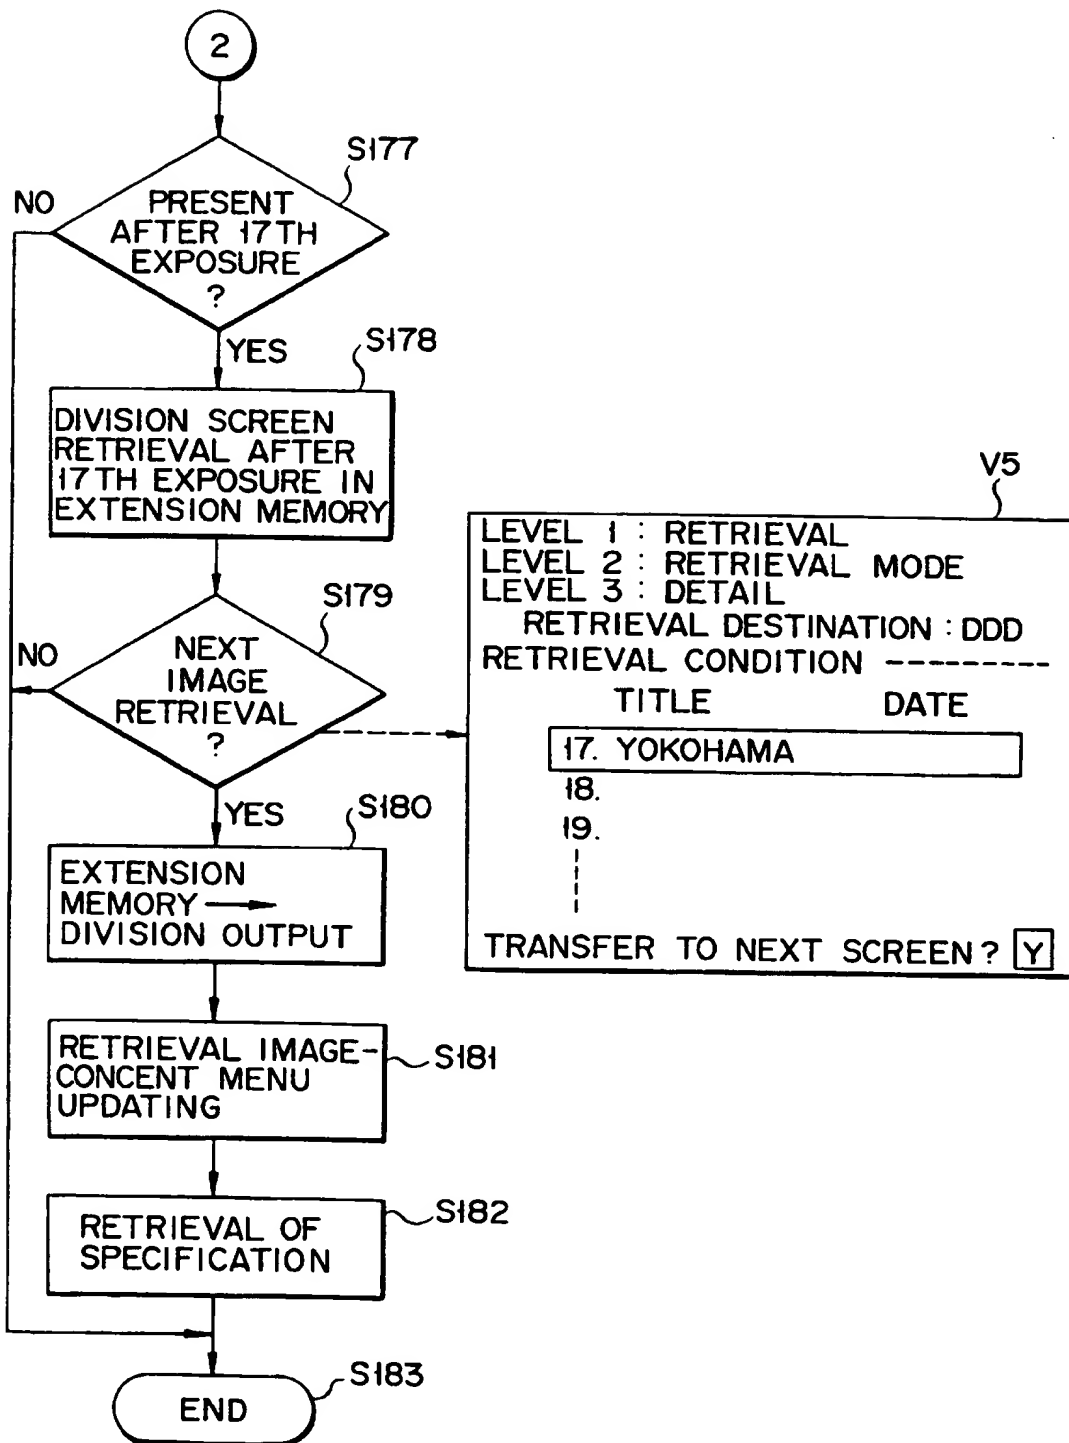 2
S177
NO
PRESENT
AFTER 17TH
EXPOSURE
?
YES
S178
DIVISION SCREEN
RETRIEVAL AFTER
17TH EXPOSURE IN
EXTENSION MEMORY
S179
NO
NEXT
IMAGE
RETRIEVAL
?
YES
V5
LEVEL 1 : RETRIEVAL
LEVEL 2 : RETRIEVAL MODE
LEVEL 3 : DETAIL
RETRIEVAL DESTINATION : DDD
RETRIEVAL CONDITION ---------
TITLE DATE
17. YOKOHAMA
18.
19.
TRANSFER TO NEXT SCREEN? Y
S180
EXTENSION
MEMORY →
DIVISION OUTPUT
S181
RETRIEVAL IMAGE-
CONCENT MENU
UPDATING
S182
RETRIEVAL OF
SPECIFICATION
S183
END